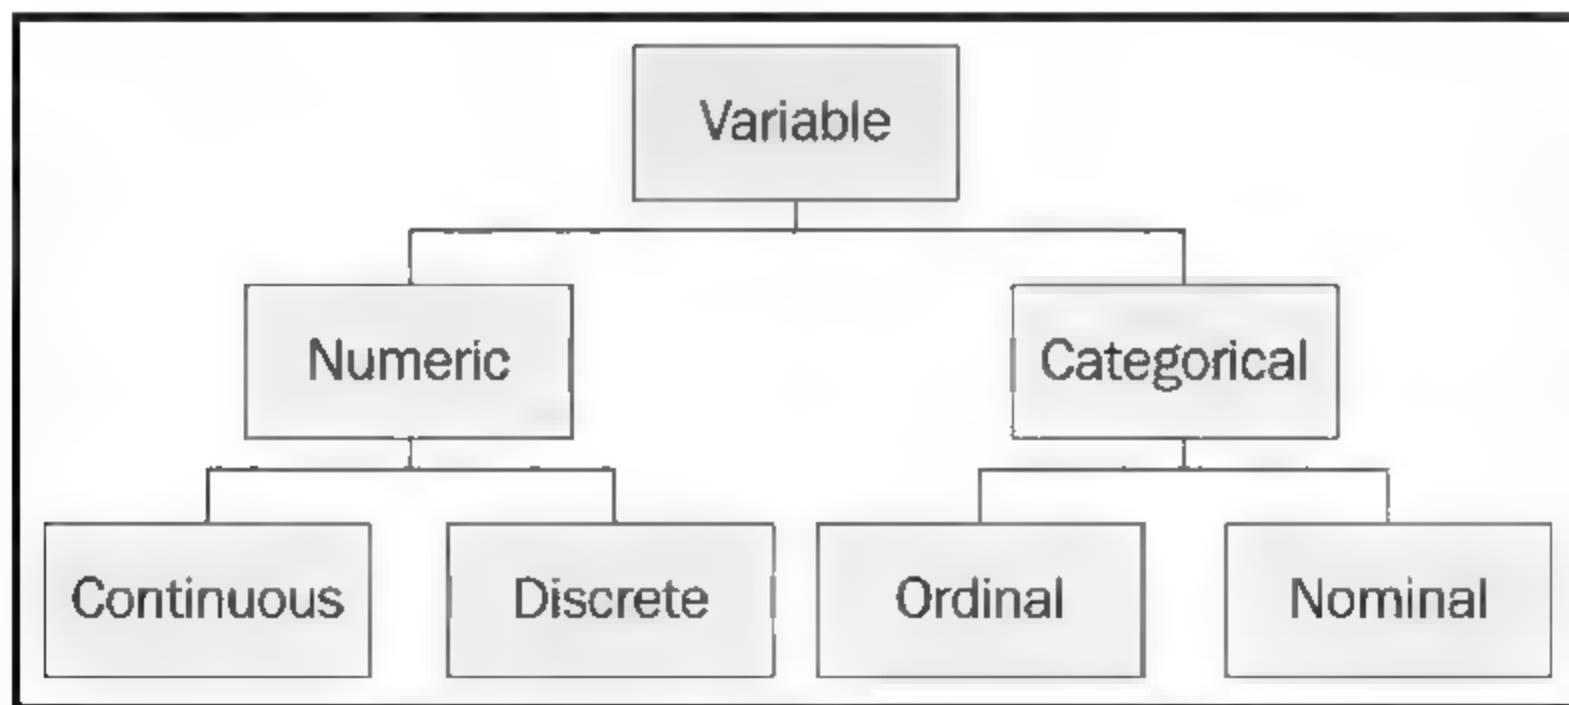 Variable
Numeric
Categorical
Continuous
Discrete
Ordinal
Nominal